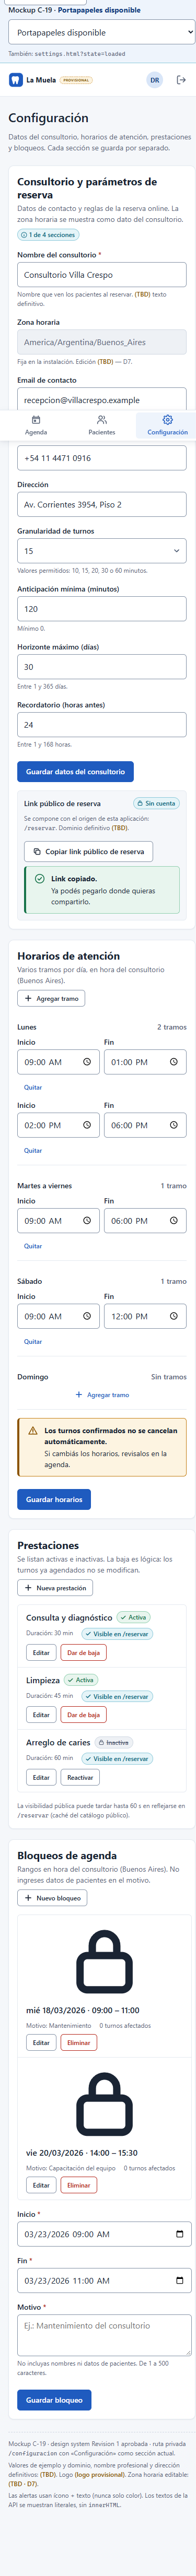 Mockup C-19 · Portapapeles disponible
Portapapeles disponible
También: settings.html?state=loaded
La Muela
PROVISIONAL
DR
Configuración
Datos del consultorio, horarios de atención, prestaciones
y bloqueos. Cada sección se guarda por separado.
Consultorio y parámetros de
reserva
Datos de contacto y reglas de la reserva online. La
zona horaria se muestra como dato del consultorio.
1 de 4 secciones
Nombre del consultorio *
Consultorio Villa Crespo
Nombre que ven los pacientes al reservar. (TBD) texto
definitivo.
Zona horaria
America/Argentina/Buenos_Aires
Fija en la instalación. Edición (TBD) — D7.
Email de contacto
recepcion@villacrespo.example
Agenda
Pacientes
Configuración
+54 11 4471 0916
Dirección
Av. Corrientes 3954, Piso 2
Granularidad de turnos
15
Valores permitidos: 10, 15, 20, 30 o 60 minutos.
Anticipación mínima (minutos)
120
Mínimo 0.
Horizonte máximo (días)
30
Entre 1 y 365 días.
Recordatorio (horas antes)
24
Entre 1 y 168 horas.
Guardar datos del consultorio
Link público de reserva
Sin cuenta
Se compone con el origen de esta aplicación:
/reservar. Dominio definitivo (TBD).
Copiar link público de reserva
Link copiado.
Ya podés pegarlo donde quieras
compartirlo.
Horarios de atención
Varios tramos por día, en hora del consultorio
(Buenos Aires).
Agregar tramo
Lunes
2 tramos
Inicio
Fin
09:00 AM
01:00 PM
Quitar
Inicio
Fin
02:00 PM
06:00 PM
Quitar
Martes a viernes
1 tramo
Inicio
Fin
09:00 AM
06:00 PM
Quitar
Sábado
1 tramo
Inicio
Fin
09:00 AM
12:00 PM
Quitar
Domingo
Sin tramos
Agregar tramo
Los turnos confirmados no se cancelan
automáticamente.
Si cambiás los horarios, revisalos en la
agenda.
Guardar horarios
Prestaciones
Se listan activas e inactivas. La baja es lógica: los
turnos ya agendados no se modifican.
Nueva prestación
Consulta y diagnóstico
Activa
Duración: 30 min
Visible en /reservar
Editar
Dar de baja
Limpieza
Activa
Duración: 45 min
Visible en /reservar
Editar
Dar de baja
Arreglo de caries
Inactiva
Duración: 60 min
Visible en /reservar
Editar
Reactivar
La visibilidad pública puede tardar hasta 60 s en reflejarse en
/reservar (caché del catálogo público).
Bloqueos de agenda
Rangos en hora del consultorio (Buenos Aires). No
ingreses datos de pacientes en el motivo.
Nuevo bloqueo
mié 18/03/2026 · 09:00 – 11:00
Motivo: Mantenimiento
0 turnos afectados
Editar
Eliminar
vie 20/03/2026 · 14:00 – 15:30
Motivo: Capacitación del equipo
0 turnos afectados
Editar
Eliminar
Inicio *
03/23/2026 09:00 AM
Fin *
03/23/2026 11:00 AM
Motivo *
Ej.: Mantenimiento del consultorio
No incluyas nombres ni datos de pacientes. De 1 a 500
caracteres.
Guardar bloqueo
Mockup C-19 · design system Revision 1 aprobada · ruta privada
/configuracion con «Configuración» como sección actual.
Valores de ejemplo y dominio, nombre profesional y dirección
definitivos: (TBD). Logo (logo provisional). Zona horaria editable:
(TBD · D7).
Las alertas usan ícono + texto (nunca solo color). Los textos de la
API se muestran literales, sin innerHTML.